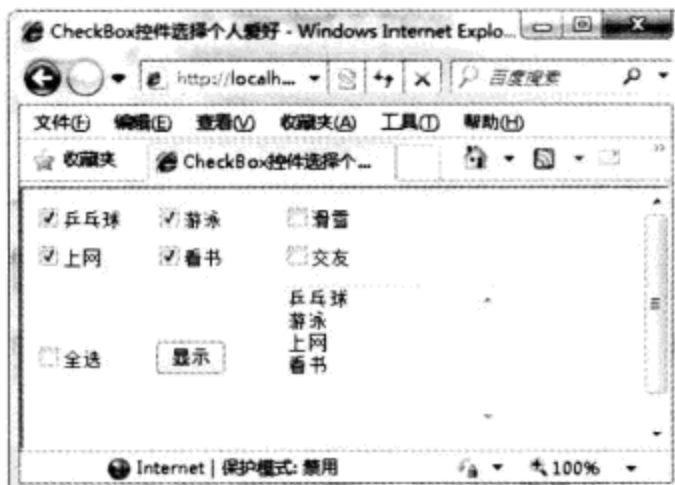 CheckBox控件选择个人爱好 - Windows Internet Explo...
http://localh... 百度搜索
文件(F) 编辑(E) 查看(V) 收藏夹(A) 工具(T) 帮助(H)
收藏夹 CheckBox控件选择个...
乒乓球 游泳 滑雪
上网 看书 交友
乒乓球
游泳
上网
看书
全选 显示
Internet | 保护模式: 禁用 100%